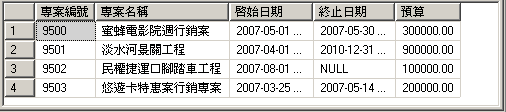 專案編號 專案名稱 啓始日期 終止日期 預算
1 9500 蜜蜂電影院週行銷案 2007-05-01 ... 2007-05-30 ... 300000.00
2 9501 淡水河景關工程 2007-04-01 ... 2010-12-31 ... 900000.00
3 9502 民權捷運口腳踏車工程 2007-08-01 ... NULL 100000.00
4 9503 悠遊卡特惠案行銷專案 2007-03-25 ... 2007-05-14 ... 200000.00